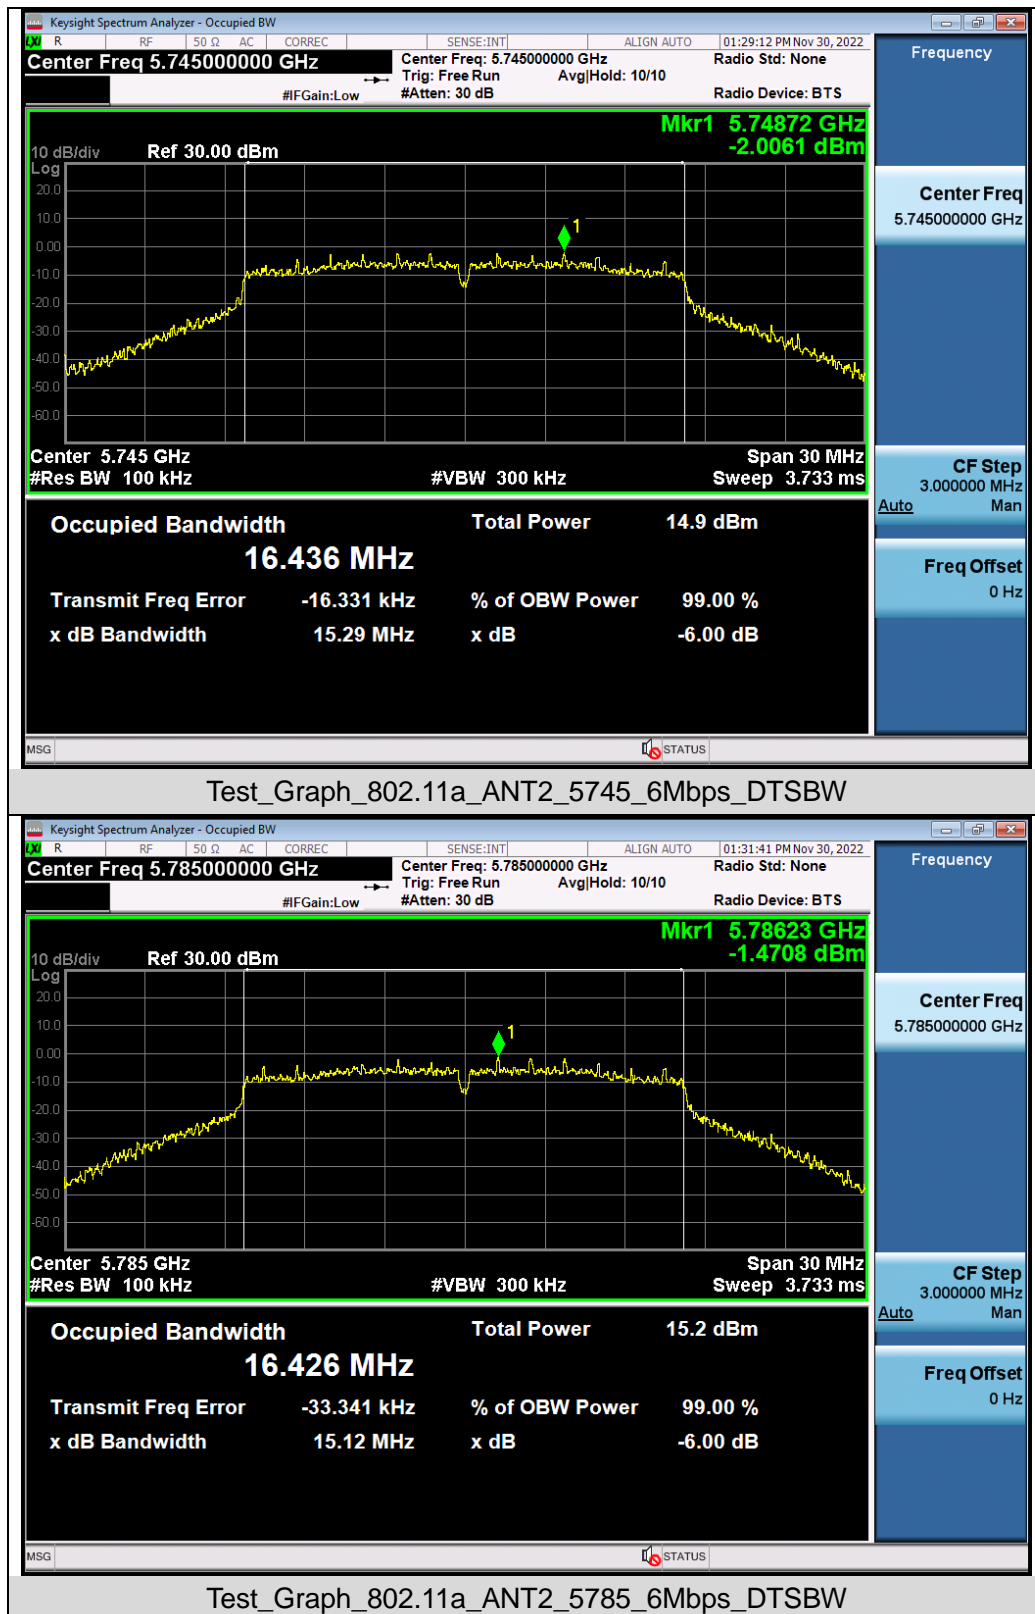 Keysight Spectrum Analyzer - Occupied BW
LXI R RF 50 Ω AC CORREC SENSE:INT ALIGN AUTO 01:29:12 PM Nov 30, 2022
Center Freq 5.745000000 GHz
Center Freq: 5.745000000 GHz
Radio Std: None
Trig: Free Run Avg|Hold: 10/10
#IFGain:Low
#Atten: 30 dB
Radio Device: BTS
Frequency
Mkr1 5.74872 GHz
-2.0061 dBm
10 dB/div Ref 30.00 dBm
Log
20.0
10.0
0.00
-10.0
-20.0
-30.0
-40.0
-50.0
-60.0
1
Center Freq
5.745000000 GHz
Center 5.745 GHz Span 30 MHz
#Res BW 100 kHz #VBW 300 kHz Sweep 3.733 ms
CF Step
3.000000 MHz
Auto Man
Occupied Bandwidth Total Power 14.9 dBm
16.436 MHz
Freq Offset
0 Hz
Transmit Freq Error -16.331 kHz % of OBW Power 99.00 %
x dB Bandwidth 15.29 MHz x dB -6.00 dB
MSG STATUS
Test_Graph_802.11a_ANT2_5745_6Mbps_DTSBW
Keysight Spectrum Analyzer - Occupied BW
LXI R RF 50 Ω AC CORREC SENSE:INT ALIGN AUTO 01:31:41 PM Nov 30, 2022
Center Freq 5.785000000 GHz
Center Freq: 5.785000000 GHz
Radio Std: None
Trig: Free Run Avg|Hold: 10/10
#IFGain:Low
#Atten: 30 dB
Radio Device: BTS
Frequency
Mkr1 5.78623 GHz
-1.4708 dBm
10 dB/div Ref 30.00 dBm
Log
20.0
10.0
0.00
-10.0
-20.0
-30.0
-40.0
-50.0
-60.0
1
Center Freq
5.785000000 GHz
Center 5.785 GHz Span 30 MHz
#Res BW 100 kHz #VBW 300 kHz Sweep 3.733 ms
CF Step
3.000000 MHz
Auto Man
Occupied Bandwidth Total Power 15.2 dBm
16.426 MHz
Freq Offset
0 Hz
Transmit Freq Error -33.341 kHz % of OBW Power 99.00 %
x dB Bandwidth 15.12 MHz x dB -6.00 dB
MSG STATUS
Test_Graph_802.11a_ANT2_5785_6Mbps_DTSBW